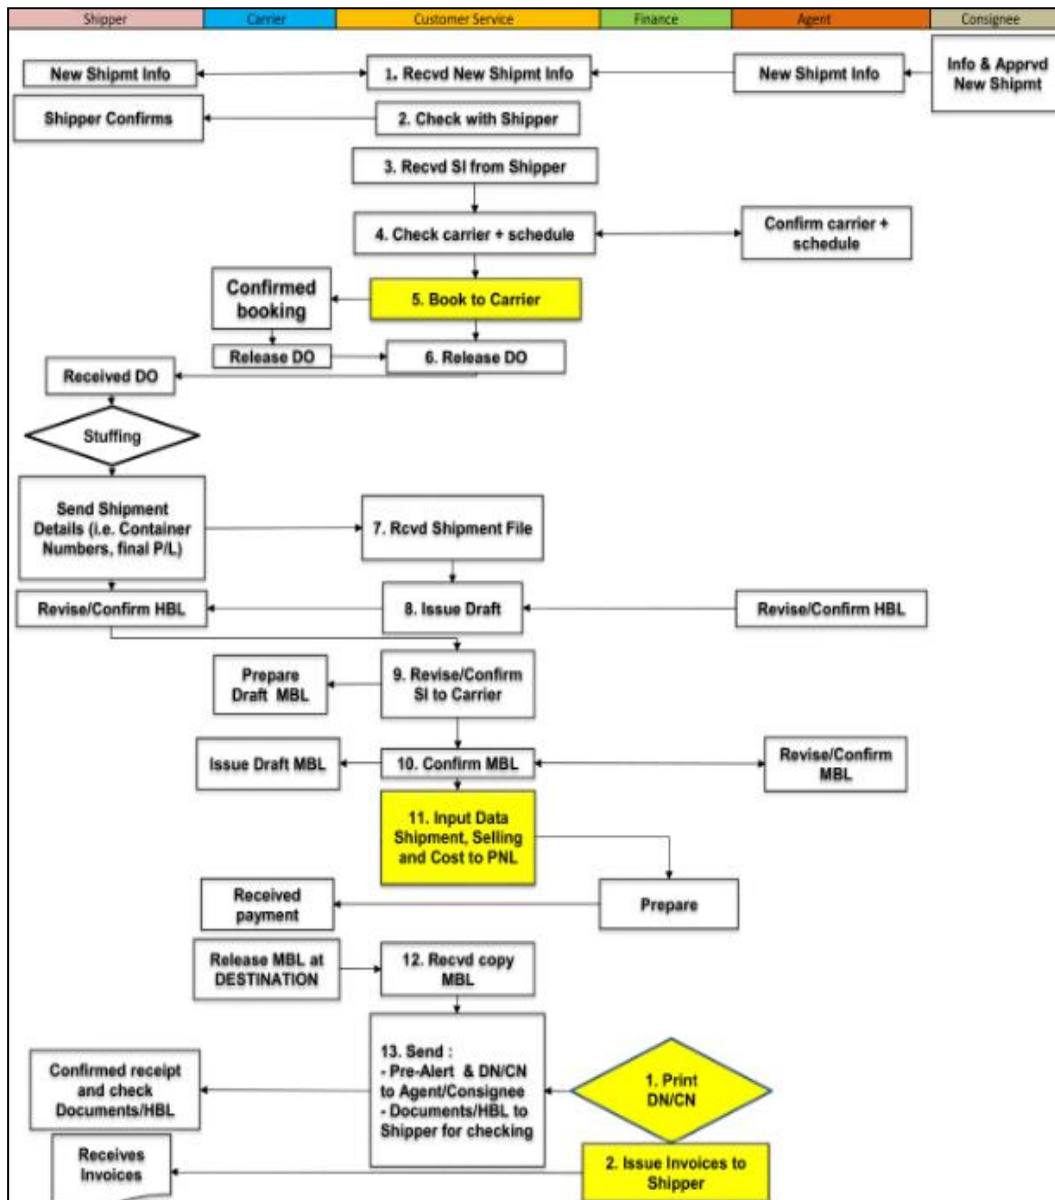 Shipper Carrier Customer Service Finance Agent Consignee
New Shipmt Info
1. Recvd New Shipmt Info
New Shipmt Info
Info & Apprvd
New Shipmt
Shipper Confirms
2. Check with Shipper
3. Recvd SI from Shipper
4. Check carrier + schedule
Confirm carrier +
schedule
Confirmed
booking
5. Book to Carrier
Release DO
6. Release DO
Received DO
Stuffing
Send Shipment
Details (i.e. Container
Numbers, final P/L)
7. Rcvd Shipment File
Revise/Confirm HBL
8. Issue Draft
Revise/Confirm HBL
Prepare
Draft MBL
9. Revise/Confirm
SI to Carrier
Issue Draft MBL
10. Confirm MBL
Revise/Confirm
MBL
11. Input Data
Shipment, Selling
and Cost to PNL
Received
payment
Prepare
Release MBL at
DESTINATION
12. Recvd copy
MBL
Confirmed receipt
and check
Documents/HBL
13. Send :
- Pre-Alert & DN/CN
to Agent/Consignee
- Documents/HBL to
Shipper for checking
1. Print
DN/CN
Receives
Invoices
2. Issue Invoices to
Shipper